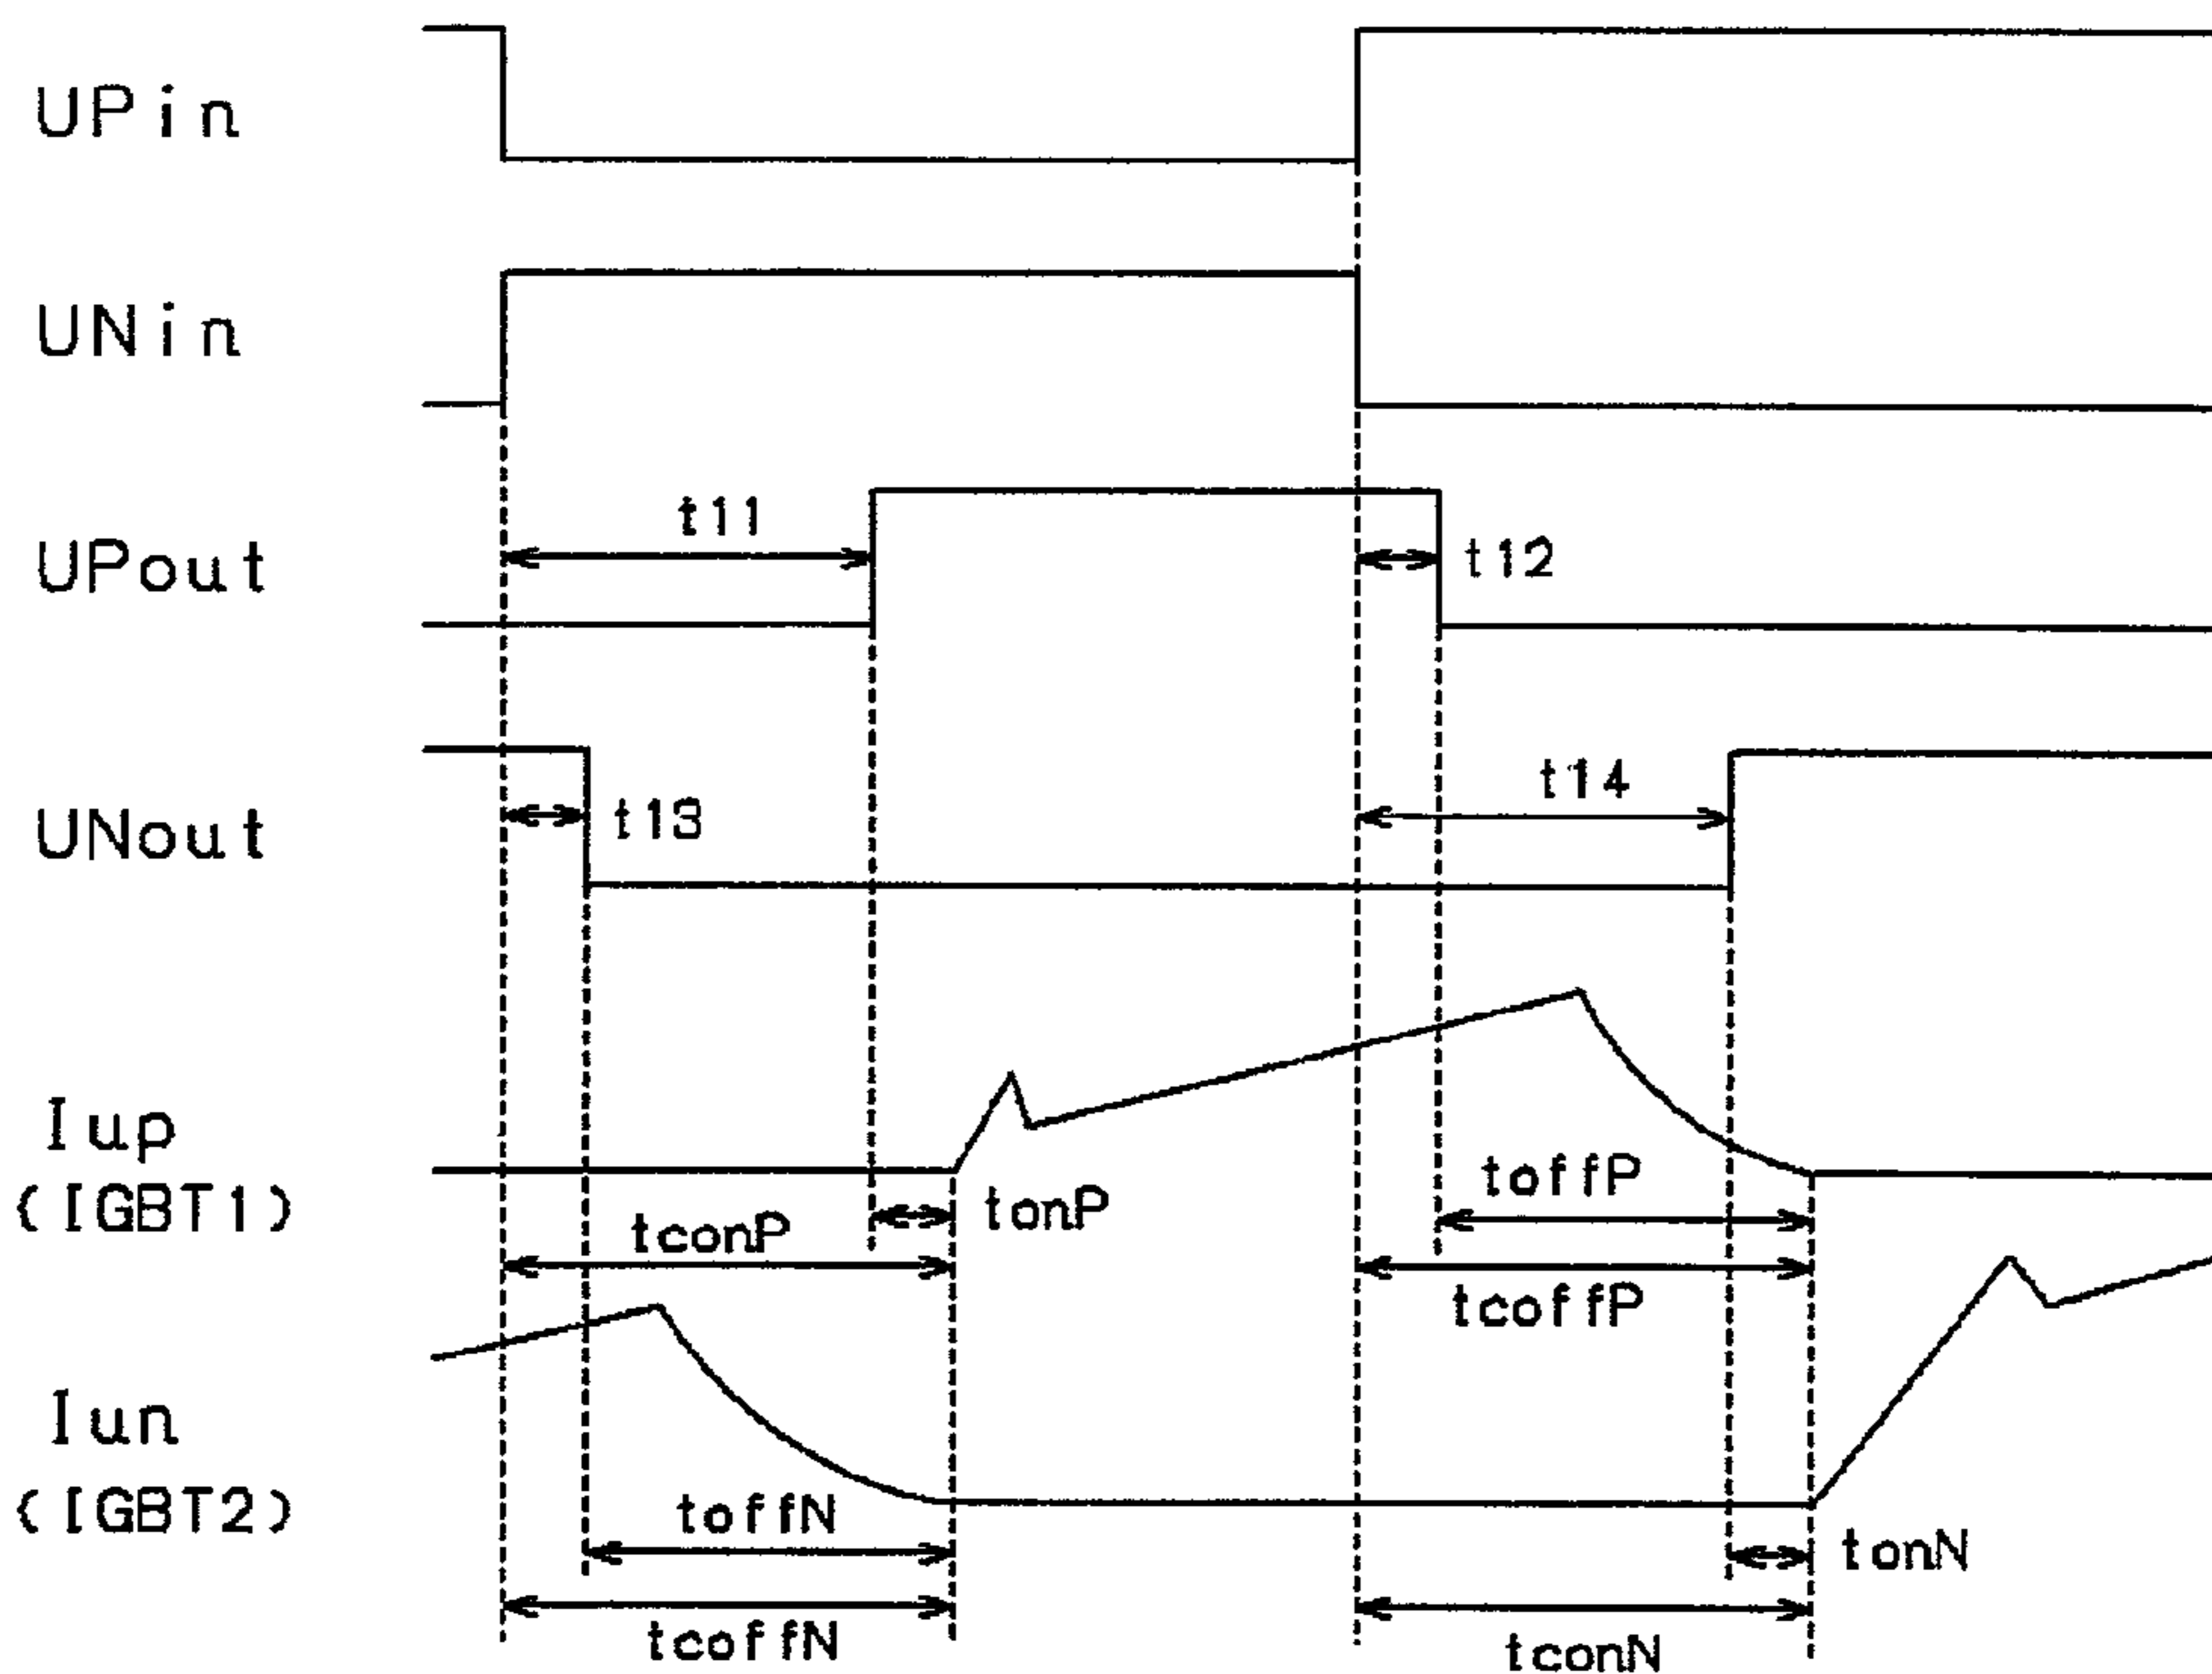 UPin
UNin
t11
UPout
t12
t14
UNout
t13
Iup
(IGBT1)
toffP
tonP
tconP
tcoffP
Iun
(IGBT2)
toffN
tonN
tcoffN
tconN